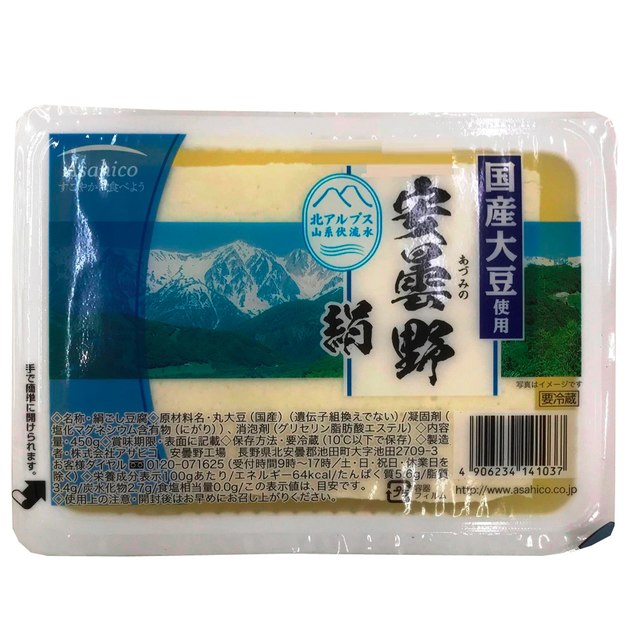 Asahico
すこやかに食べよう
国産大豆
使用
北アルプス
山系伏流水
安曇野
あづみの
絹
写真はイメージです
要冷蔵
手で簡単に開けられます。
◇名称・絹ごし豆腐◇原材料名・丸大豆(国産)(遺伝子組換えでない)/凝固剤(
塩化マグネシウム含有物(にがり))、消泡剤(グリセリン脂肪酸エステル)◇内容
量・450g◇賞味期限・表面に記載◇保存方法・要冷蔵(10℃以下で保存)◇製造
者・株式会社アサヒコ 安曇野工場 長野県北安曇郡池田町大字池田2709-3
お客様ダイヤル 0120-071625(受付時間9時〜17時/土・日・祝日・休業日を
除く)◇栄養成分表示100gあたり/エネルギー64kcal/たんぱく質5.6g/脂質
3.4g/炭水化物2.7g/食塩相当量0.0g/この表示値は、目安です。
◇使用上の注意・開封後はお早めにお召し上がりください。
プラ
容器
フィルム
4 906234 141037
http://www.asahico.co.jp